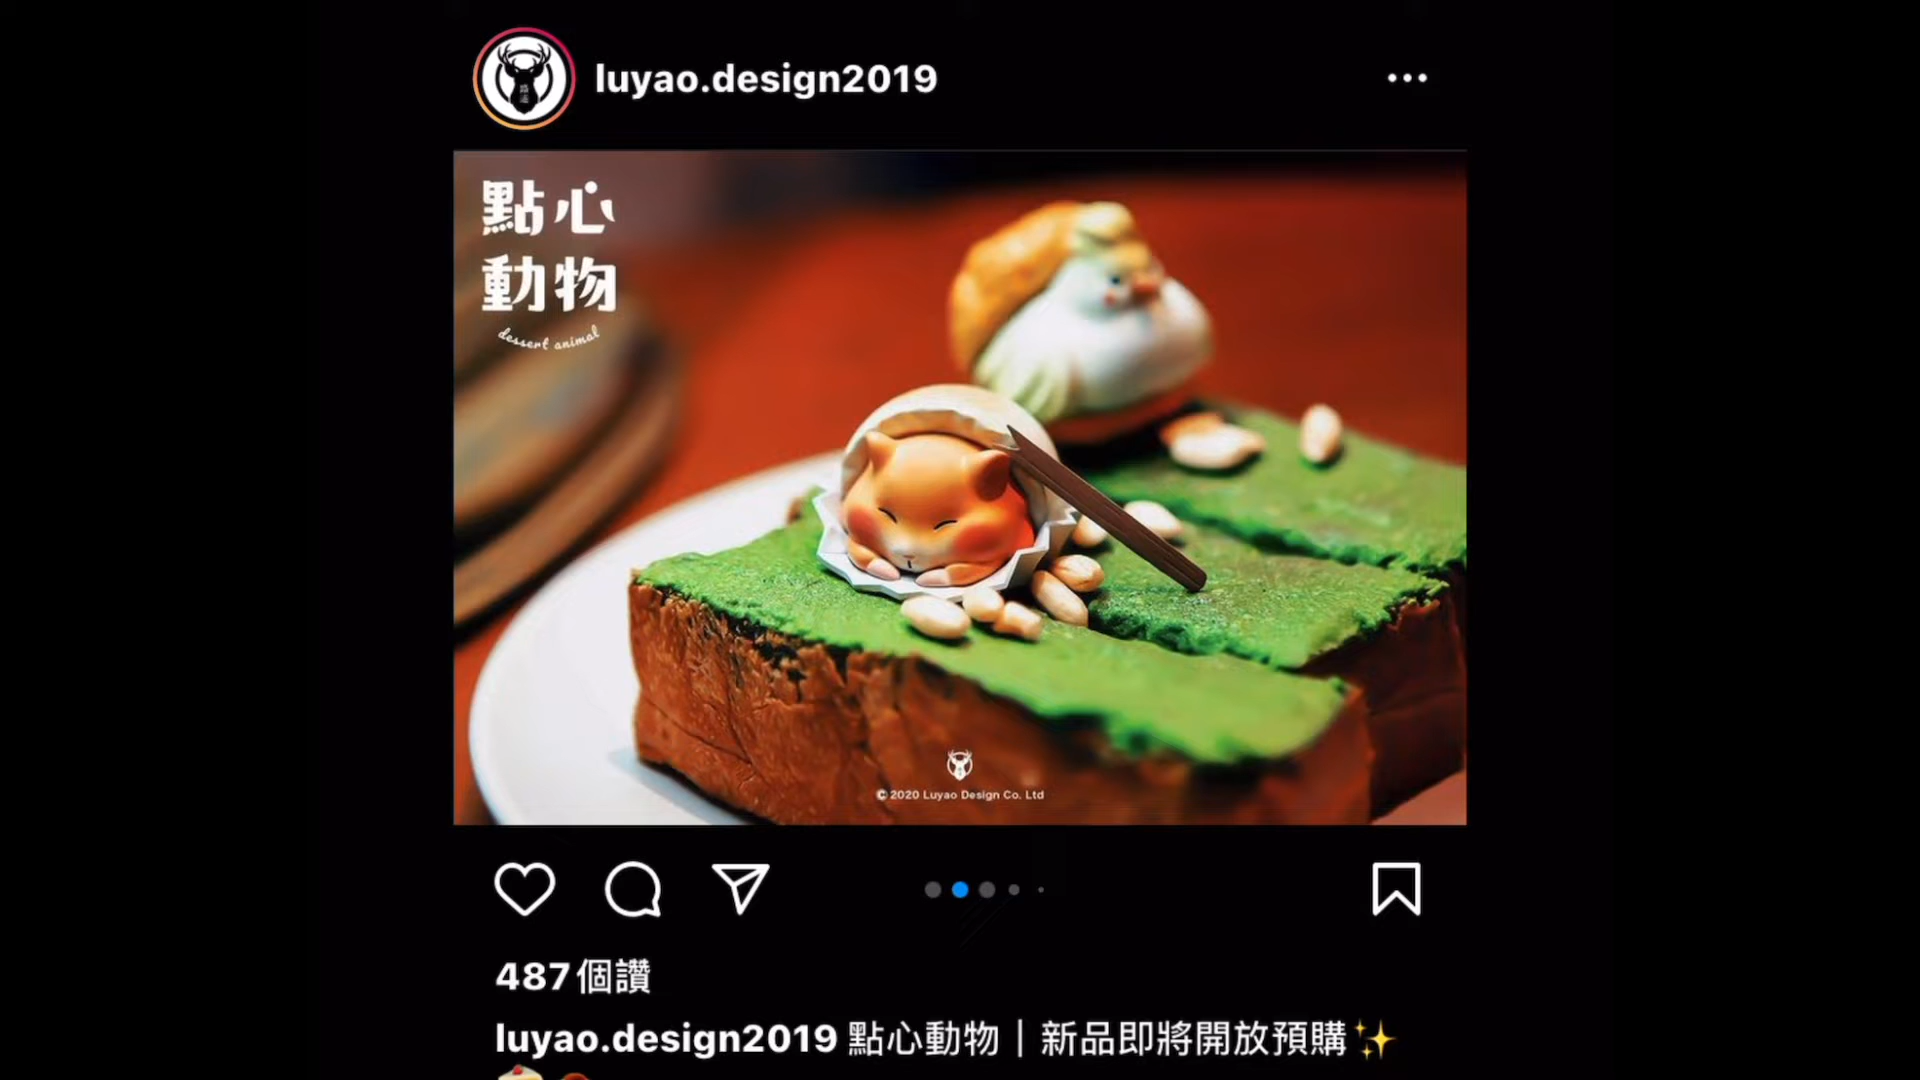 luyao.design2019
點心
動物
dessert animal
© 2020 Luyao Design Co. Ltd
487個讚
luyao.design2019 點心動物｜新品即將開放預購✨